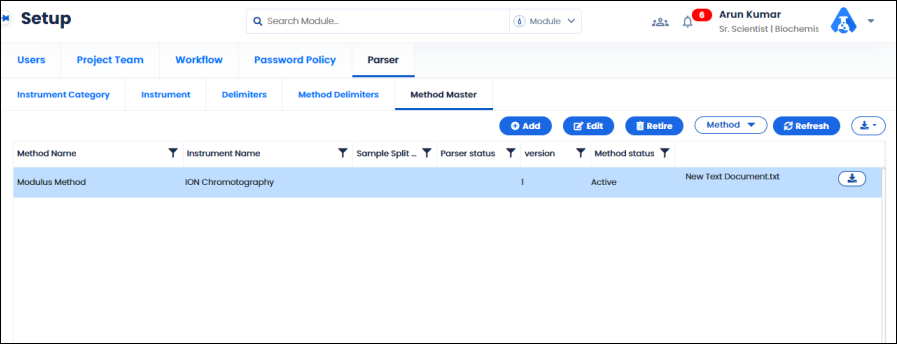 Setup
Search Module..
Module
6
Arun Kumar
Sr. Scientist | Biochemis
Users Project Team Workflow Password Policy Parser
Instrument Category Instrument Delimiters Method Delimiters Method Master
Add Edit Retire Method Refresh
Method Name Instrument Name Sample Split ... Parser status version Method status
Modulus Method ION Chromotography 1 Active New Text Document.txt